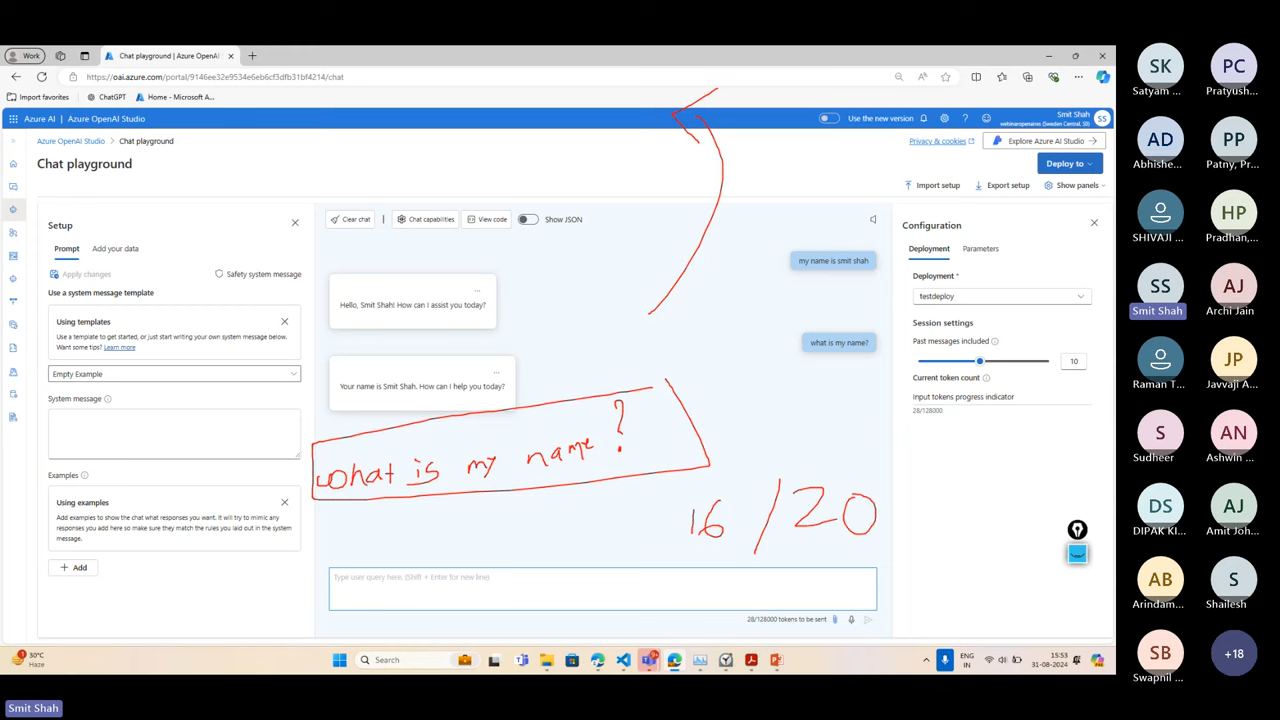 Work
Chat playground | Azure OpenAI
https://oai.azure.com/portal/9146ee32e9534e6eb6cf3dfb31bf4214/chat
Import favorites
ChatGPT
Home - Microsoft A...
Azure AI | Azure OpenAI Studio
Use the new version
Smit Shah
webinaropenaires (Sweden Central, S0)
SS
Azure OpenAI Studio > Chat playground
Privacy & cookies
Explore Azure AI Studio
Chat playground
Deploy to
Import setup
Export setup
Show panels
Setup
Prompt
Add your data
Apply changes
Safety system message
Use a system message template
Using templates
Use a template to get started, or just start writing your own system message below.
Want some tips? Learn more
Empty Example
System message
Examples
Using examples
Add examples to show the chat what responses you want. It will try to mimic any
responses you add here so make sure they match the rules you laid out in the system
message.
+ Add
Clear chat
Chat capabilities
View code
Show JSON
my name is smit shah
Hello, Smit Shah! How can I assist you today?
what is my name?
Your name is Smit Shah. How can I help you today?
what is my name?
16/20
Type user query here. (Shift + Enter for new line)
28/128000 tokens to be sent
Configuration
Deployment
Parameters
Deployment *
testdeploy
Session settings
Past messages included
10
Current token count
Input tokens progress indicator
28/128000
30°C
Haze
Search
ENG
IN
15:53
31-08-2024
SK
Satyam ...
PC
Pratyush...
AD
Abhishe...
PP
Patny, Pr...
SHIVAJI ...
HP
Pradhan,...
SS
Smit Shah
AJ
Archi Jain
Raman T...
JP
Javvaji A...
S
Sudheer
AN
Ashwin ...
DS
DIPAK KI...
AJ
Amit Joh...
AB
Arindam...
S
Shailesh
SB
Swapnil ...
+18
Smit Shah